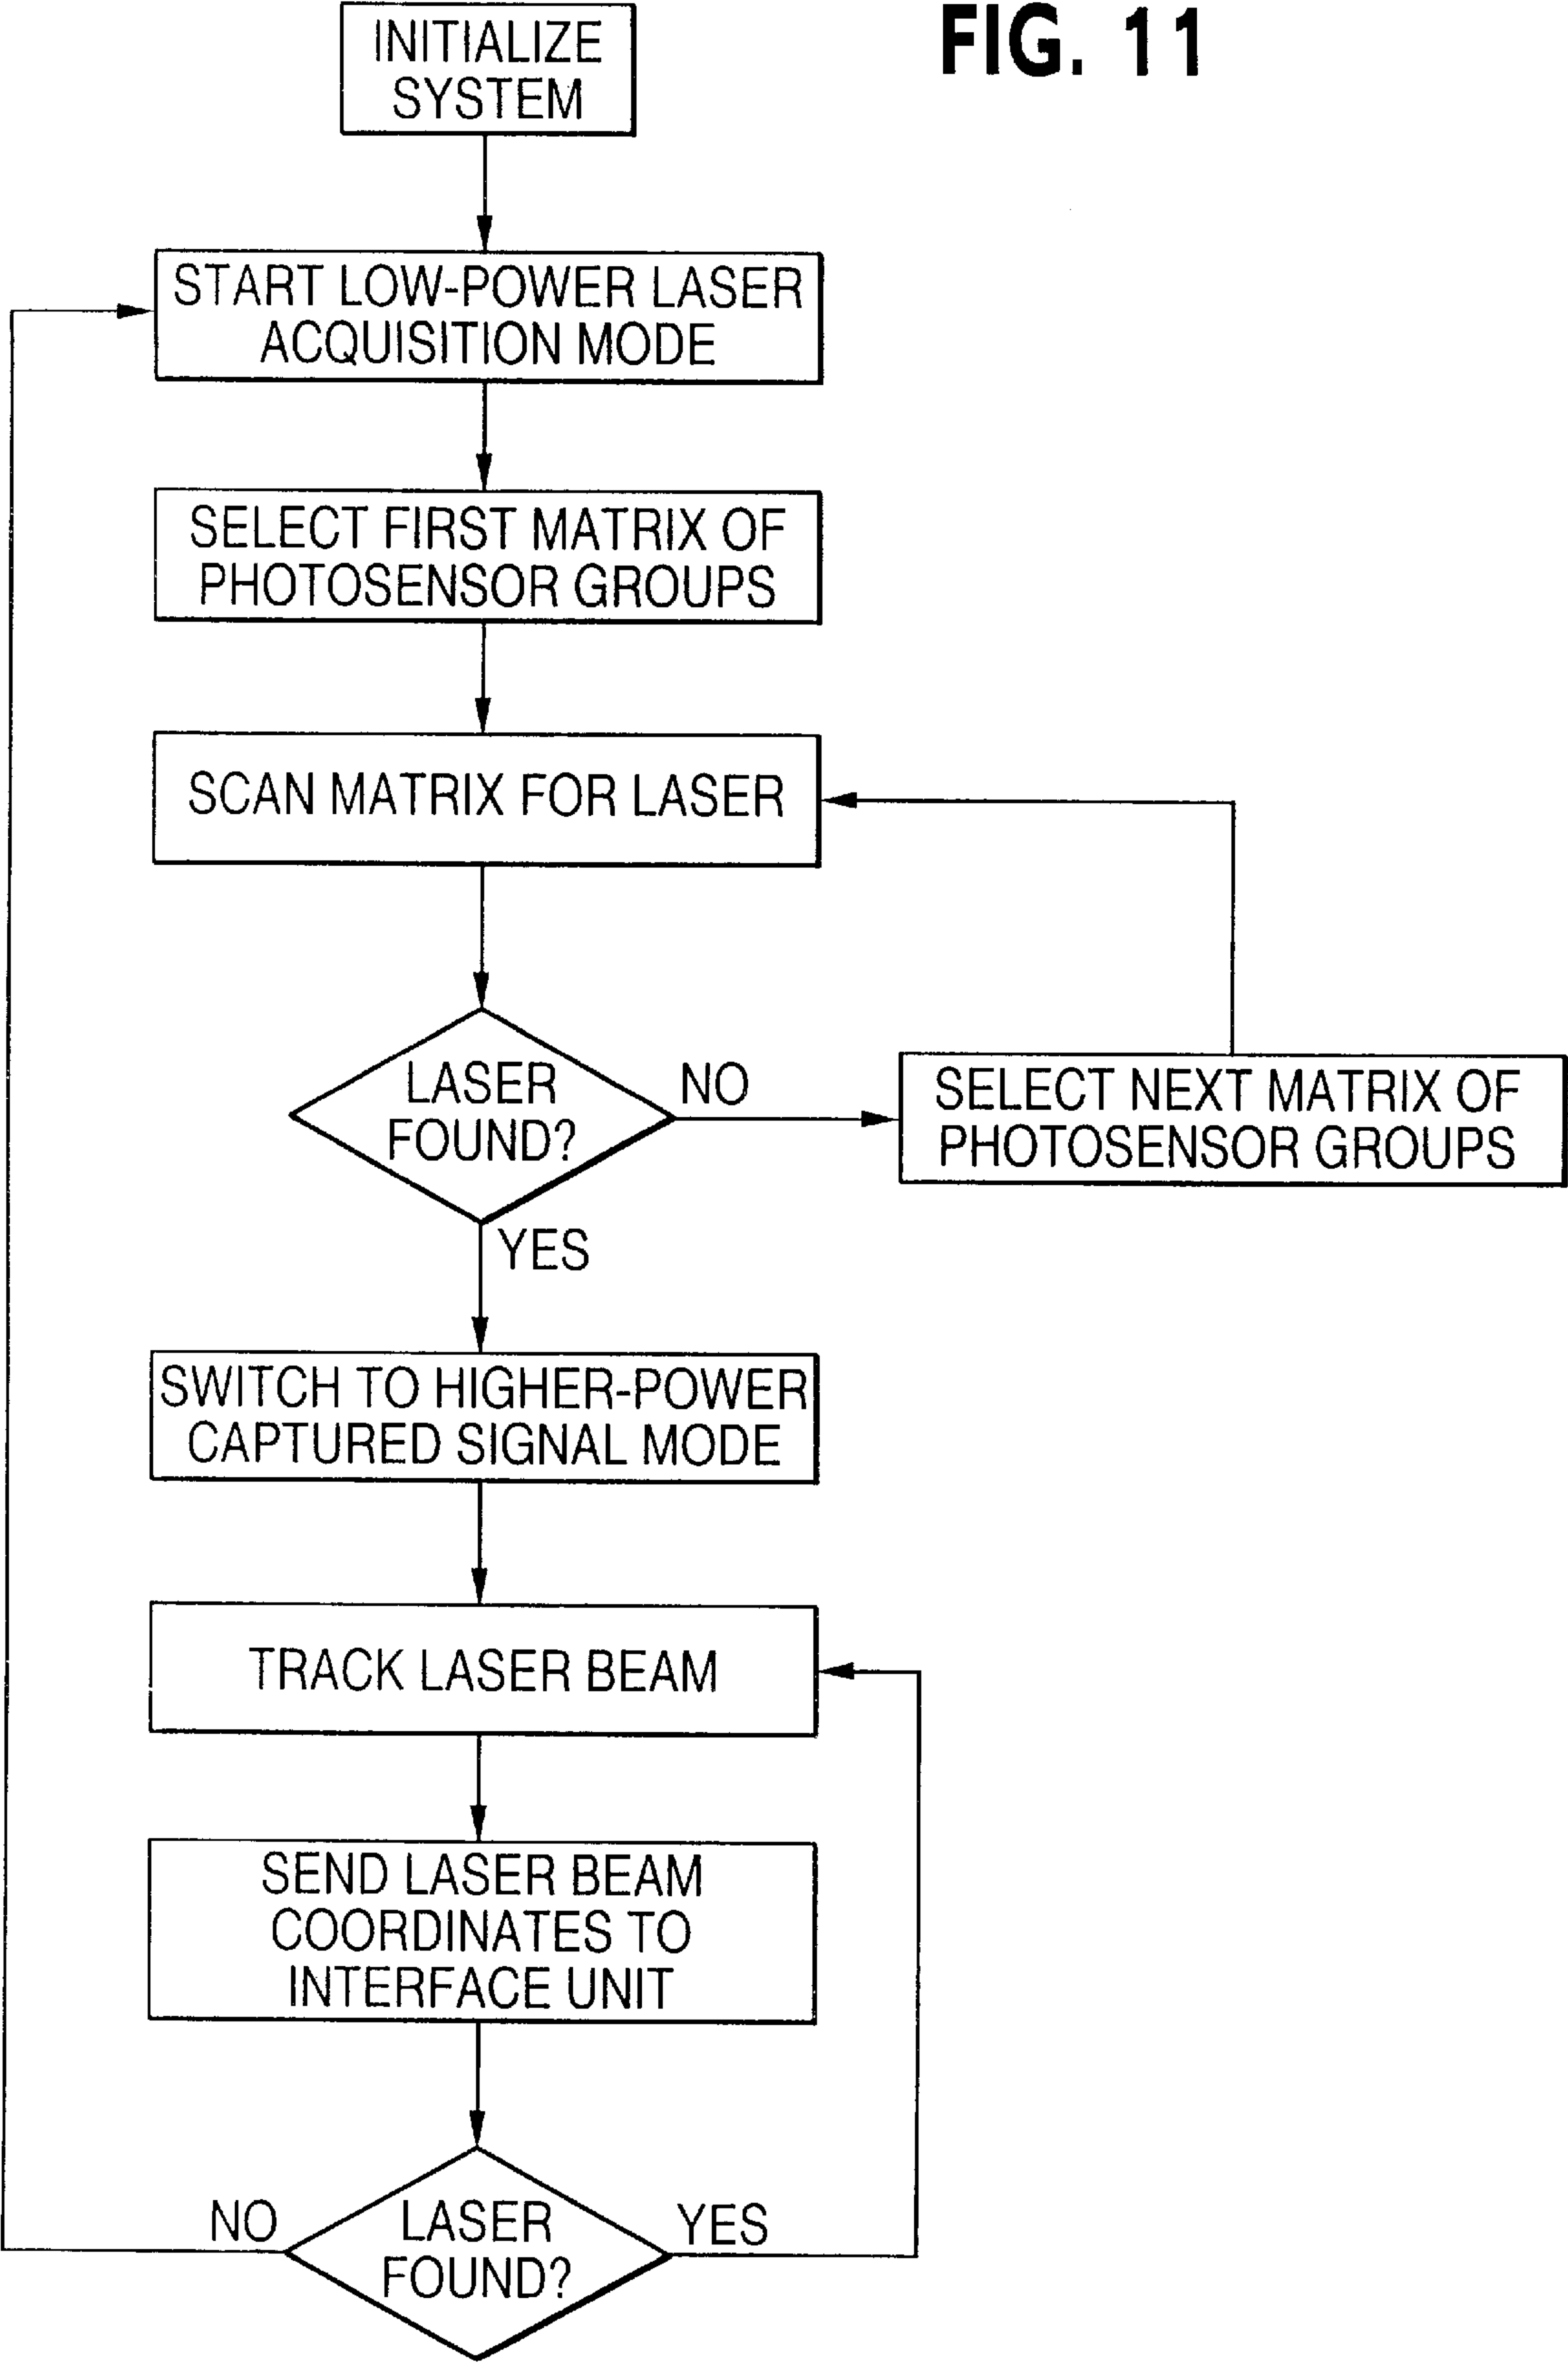 FIG. 11
INITIALIZE
SYSTEM
START LOW-POWER LASER
ACQUISITION MODE
SELECT FIRST MATRIX OF
PHOTOSENSOR GROUPS
SCAN MATRIX FOR LASER
LASER
FOUND?
NO
SELECT NEXT MATRIX OF
PHOTOSENSOR GROUPS
YES
SWITCH TO HIGHER-POWER
CAPTURED SIGNAL MODE
TRACK LASER BEAM
SEND LASER BEAM
COORDINATES TO
INTERFACE UNIT
NO
LASER
FOUND?
YES